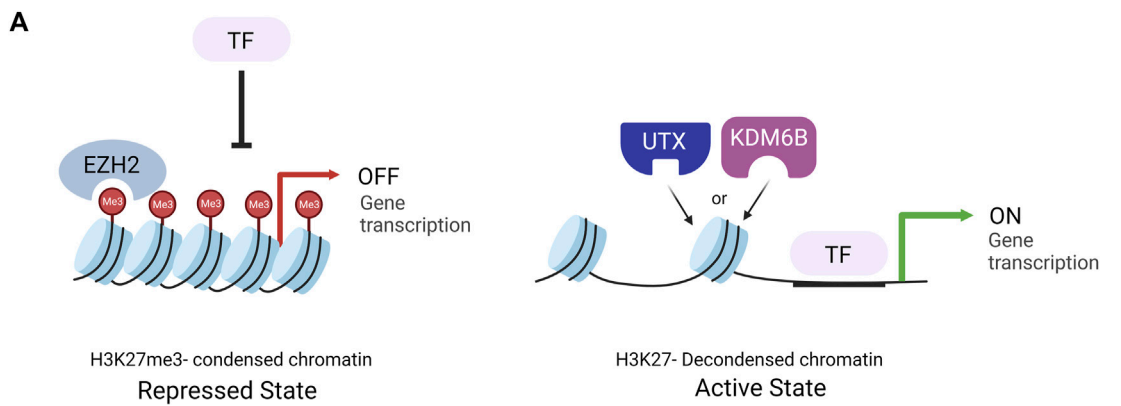 A
TF
EZH2
Me3
Me3
Me3
Me3
Me3
OFF
Gene
transcription
H3K27me3- condensed chromatin
Repressed State
UTX
KDM6B
or
TF
ON
Gene
transcription
H3K27- Decondensed chromatin
Active State